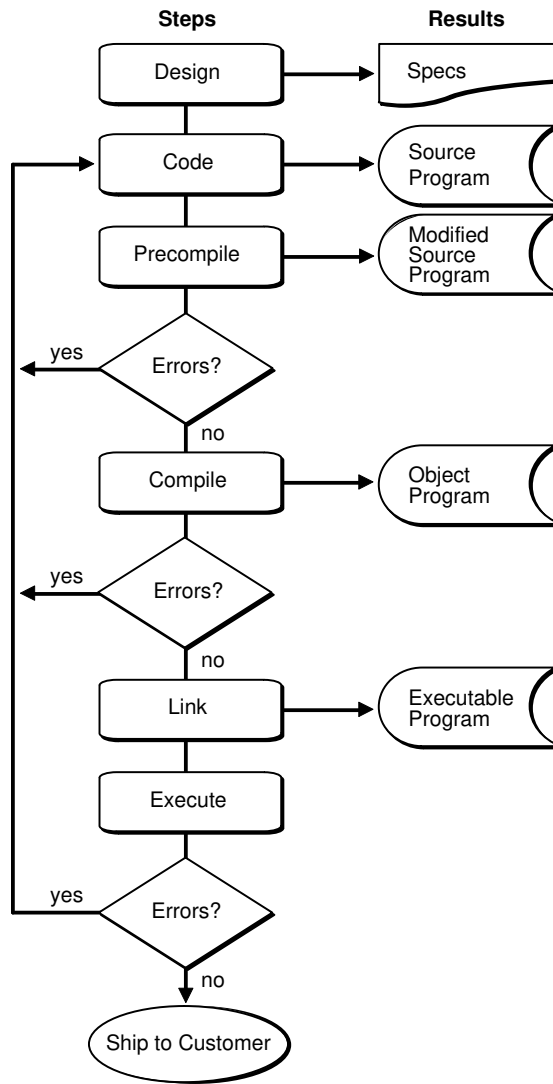 Steps
Results
Design
Specs
Code
Source
Program
Precompile
Modified
Source
Program
yes
Errors?
no
Compile
Object
Program
yes
Errors?
no
Link
Executable
Program
Execute
yes
Errors?
no
Ship to Customer